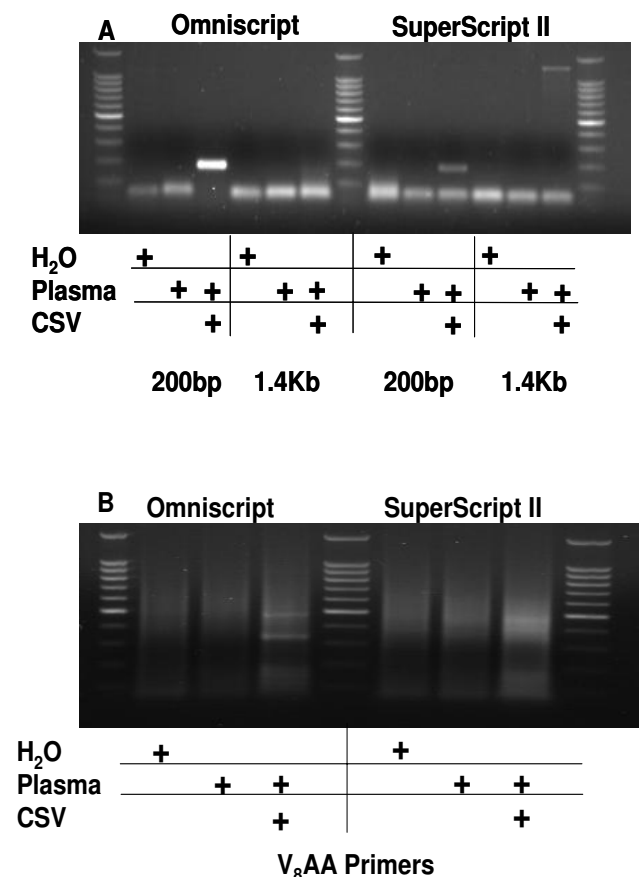 A Omniscript SuperScript II
H₂O + + + +
Plasma + + + + + + + +
CSV + + + +
200bp 1.4Kb 200bp 1.4Kb
B Omniscript SuperScript II
H₂O + +
Plasma + + + +
CSV + +
V₈AA Primers